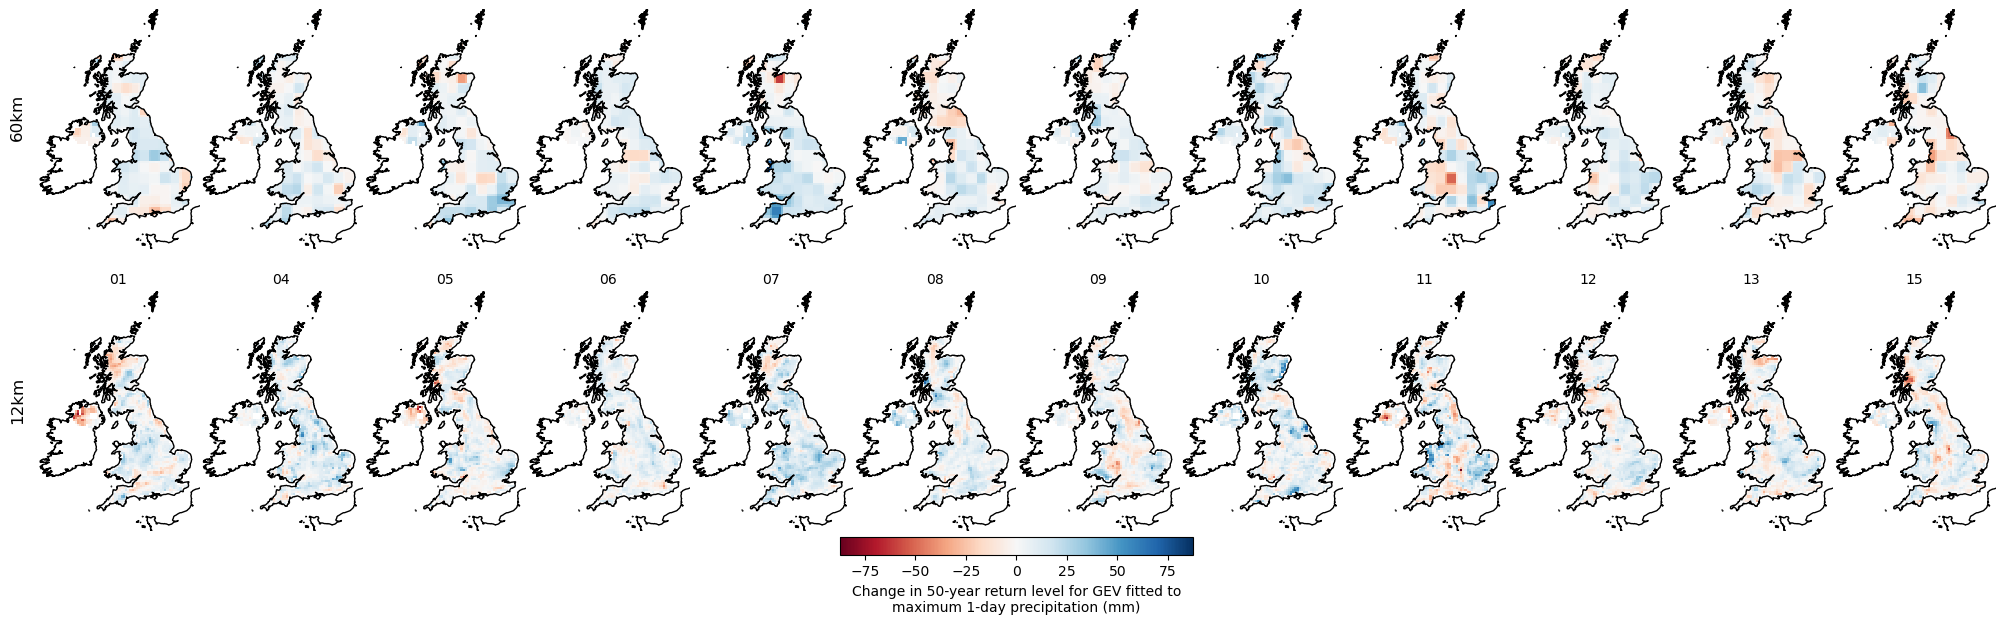 60km
01 04 05 06 07 08 09 10 11 12 13 15
12km
−75 −50 −25 0 25 50 75
Change in 50-year return level for GEV fitted to
maximum 1-day precipitation (mm)